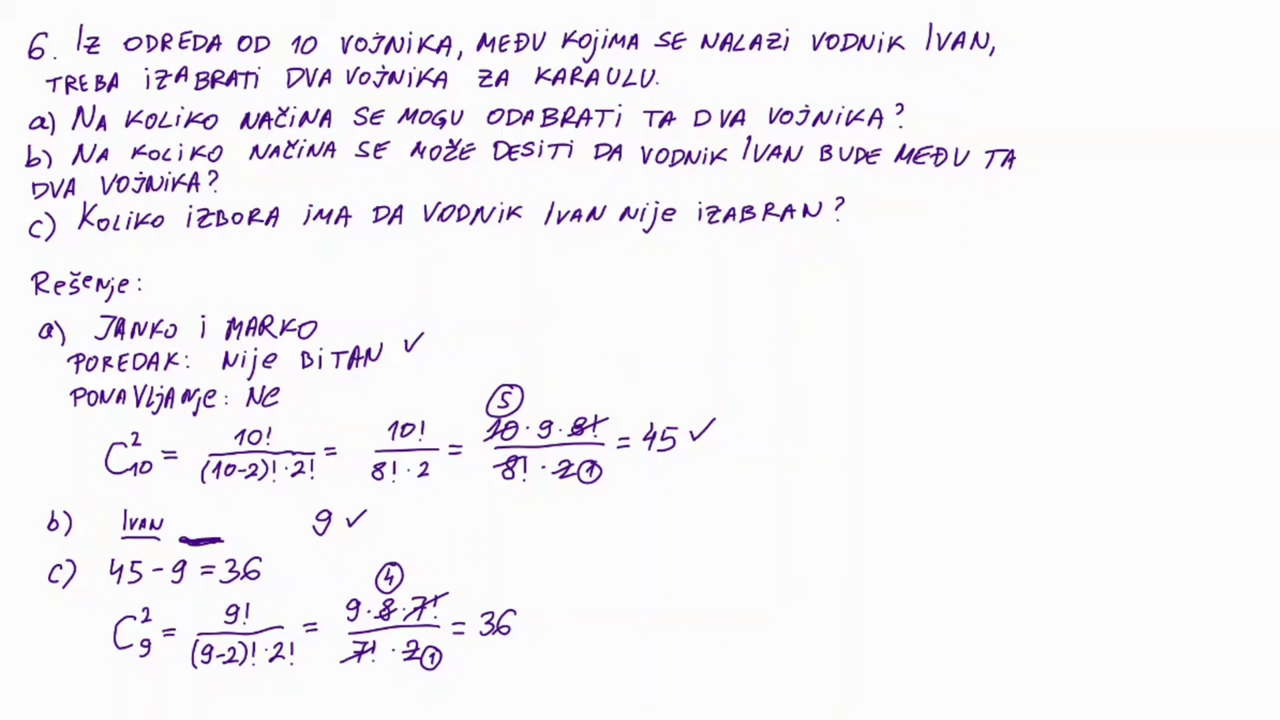 6. Iz ODREDA OD 10 VOJNIKA, MEĐU KOJIMA SE NALAZI VODNIK IVAN,
TREBA IZABRATI DVA VOJNIKA ZA KARAULU.
a) NA KOLIKO NAČINA SE MOGU ODABRATI TA DVA VOJNIKA?
b) NA KOLIKO NAČINA SE MOŽE DESITI DA VODNIK IVAN BUDE MEĐU TA
DVA VOJNIKA?
c) KOLIKO IZBORA IMA DA VODNIK IVAN NIJE IZABRAN?
Rešenje:
a) JANKO i MARKO
POREDAK: Nije BITAN ✓
PONAVLJANJE: NE
C₁₀² = 10!/((10-2)!·2!) = 10!/(8!·2) = (10·9·8!)/(8!·2) = 45 ✓ ⑤ ①
b) IVAN __ 9 ✓
c) 45 - 9 = 36
C₉² = 9!/((9-2)!·2!) = (9·8·7!)/(7!·2) = 36 ④ ①